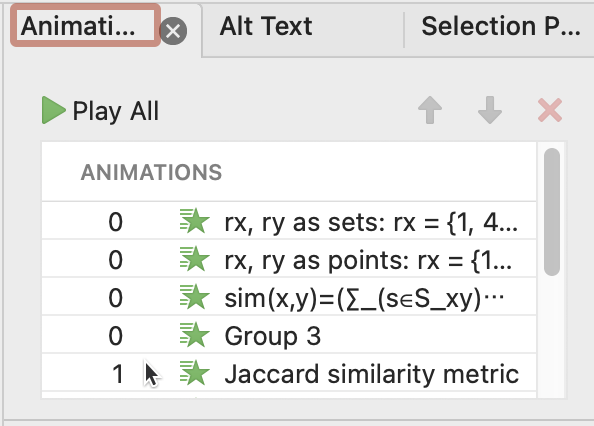 Animati... Alt Text Selection P...
Play All
ANIMATIONS
0 rx, ry as sets: rx = {1, 4...
0 rx, ry as points: rx = {1...
0 sim(x,y)=(∑_(s∈S_xy)⋯
0 Group 3
1 Jaccard similarity metric